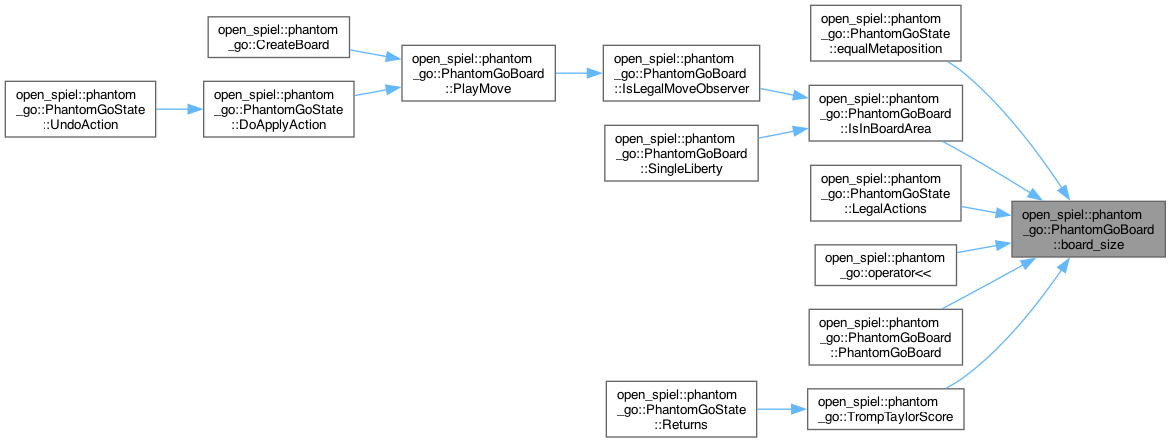 open_spiel::phantom
_go::PhantomGoState
::equalMetaposition
open_spiel::phantom
_go::CreateBoard
open_spiel::phantom
_go::PhantomGoBoard
::PlayMove
open_spiel::phantom
_go::PhantomGoBoard
::IsLegalMoveObserver
open_spiel::phantom
_go::PhantomGoState
::UndoAction
open_spiel::phantom
_go::PhantomGoState
::DoApplyAction
open_spiel::phantom
_go::PhantomGoBoard
::IsInBoardArea
open_spiel::phantom
_go::PhantomGoBoard
::SingleLiberty
open_spiel::phantom
_go::PhantomGoState
::LegalActions
open_spiel::phantom
_go::PhantomGoBoard
::board_size
open_spiel::phantom
_go::operator<<
open_spiel::phantom
_go::PhantomGoBoard
::PhantomGoBoard
open_spiel::phantom
_go::PhantomGoState
::Returns
open_spiel::phantom
_go::TrompTaylorScore